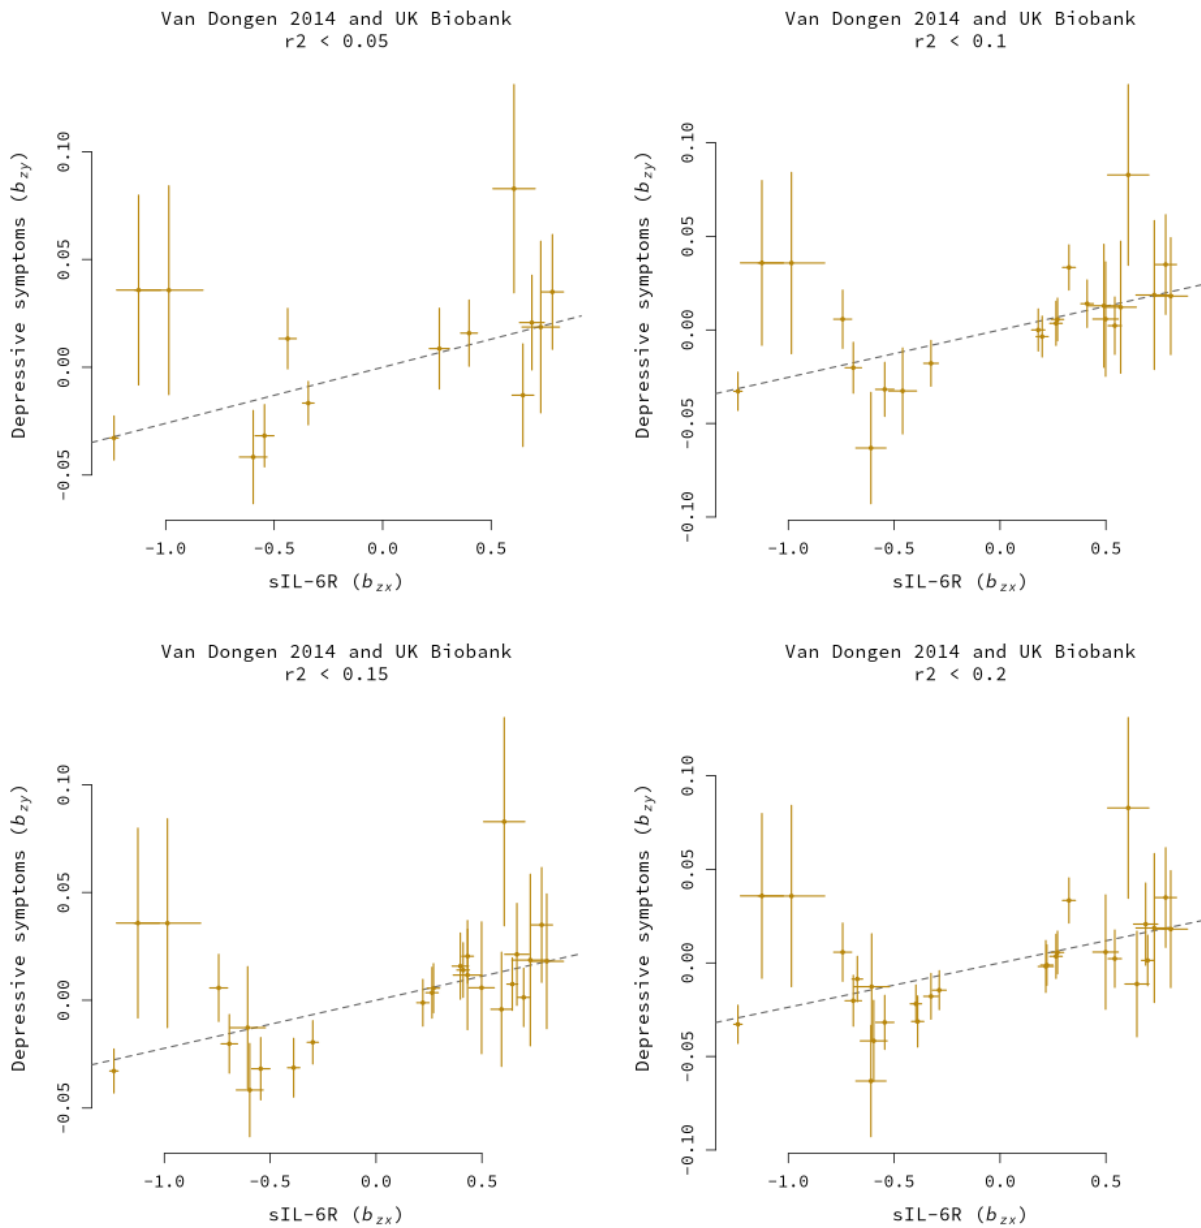 Van Dongen 2014 and UK Biobank
r2 < 0.05
Depressive symptoms (bzy)
0.10
0.05
0.00
-0.05
-1.0 -0.5 0.0 0.5
sIL-6R (bzx)
Van Dongen 2014 and UK Biobank
r2 < 0.1
Depressive symptoms (bzy)
0.10
0.05
0.00
-0.05
-0.10
-1.0 -0.5 0.0 0.5
sIL-6R (bzx)
Van Dongen 2014 and UK Biobank
r2 < 0.15
Depressive symptoms (bzy)
0.10
0.05
0.00
-0.05
-1.0 -0.5 0.0 0.5
sIL-6R (bzx)
Van Dongen 2014 and UK Biobank
r2 < 0.2
Depressive symptoms (bzy)
0.10
0.05
0.00
-0.05
-0.10
-1.0 -0.5 0.0 0.5
sIL-6R (bzx)